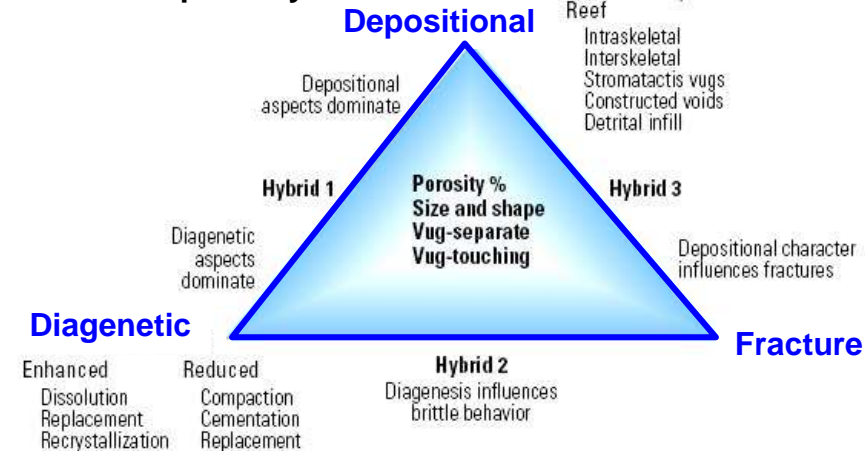 Depositional
Reef
Intraskeletal
Interskeletal
Stromatactis vugs
Constructed voids
Detrital infill
Depositional
aspects dominate
Hybrid 1
Porosity %
Size and shape
Vug-separate
Vug-touching
Hybrid 3
Diagenetic
aspects
dominate
Depositional character
influences fractures
Diagenetic
Fracture
Enhanced
Dissolution
Replacement
Recrystallization
Reduced
Compaction
Cementation
Replacement
Hybrid 2
Diagenesis influences
brittle behavior